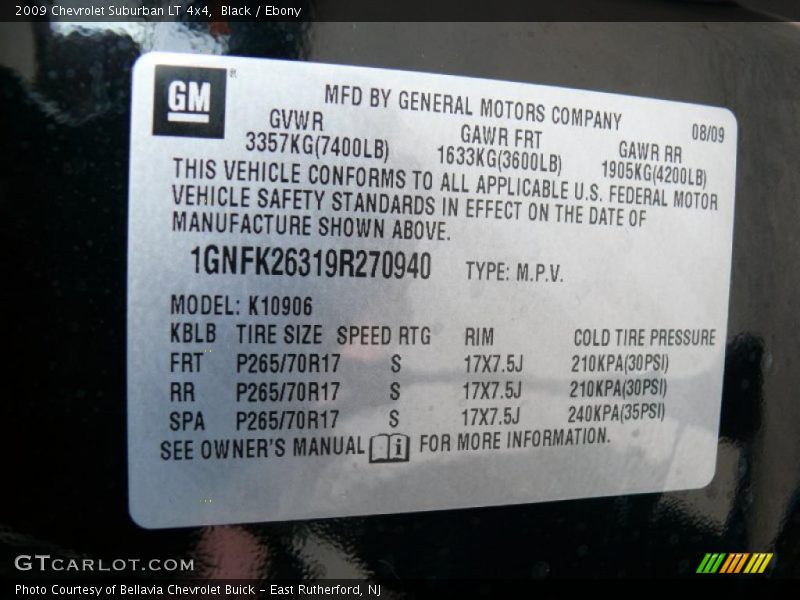 2009 Chevrolet Suburban LT 4x4, Black / Ebony
GM®
MFD BY GENERAL MOTORS COMPANY
08/09
GVWR GAWR FRT GAWR RR
3357KG(7400LB) 1633KG(3600LB) 1905KG(4200LB)
THIS VEHICLE CONFORMS TO ALL APPLICABLE U.S. FEDERAL MOTOR
VEHICLE SAFETY STANDARDS IN EFFECT ON THE DATE OF
MANUFACTURE SHOWN ABOVE.
1GNFK26319R270940 TYPE: M.P.V.
MODEL: K10906
KBLB TIRE SIZE SPEED RTG RIM COLD TIRE PRESSURE
FRT P265/70R17 S 17X7.5J 210KPA(30PSI)
RR P265/70R17 S 17X7.5J 210KPA(30PSI)
SPA P265/70R17 S 17X7.5J 240KPA(35PSI)
SEE OWNER'S MANUAL i FOR MORE INFORMATION.
GTCARLOT.COM
Photo Courtesy of Bellavia Chevrolet Buick – East Rutherford, NJ